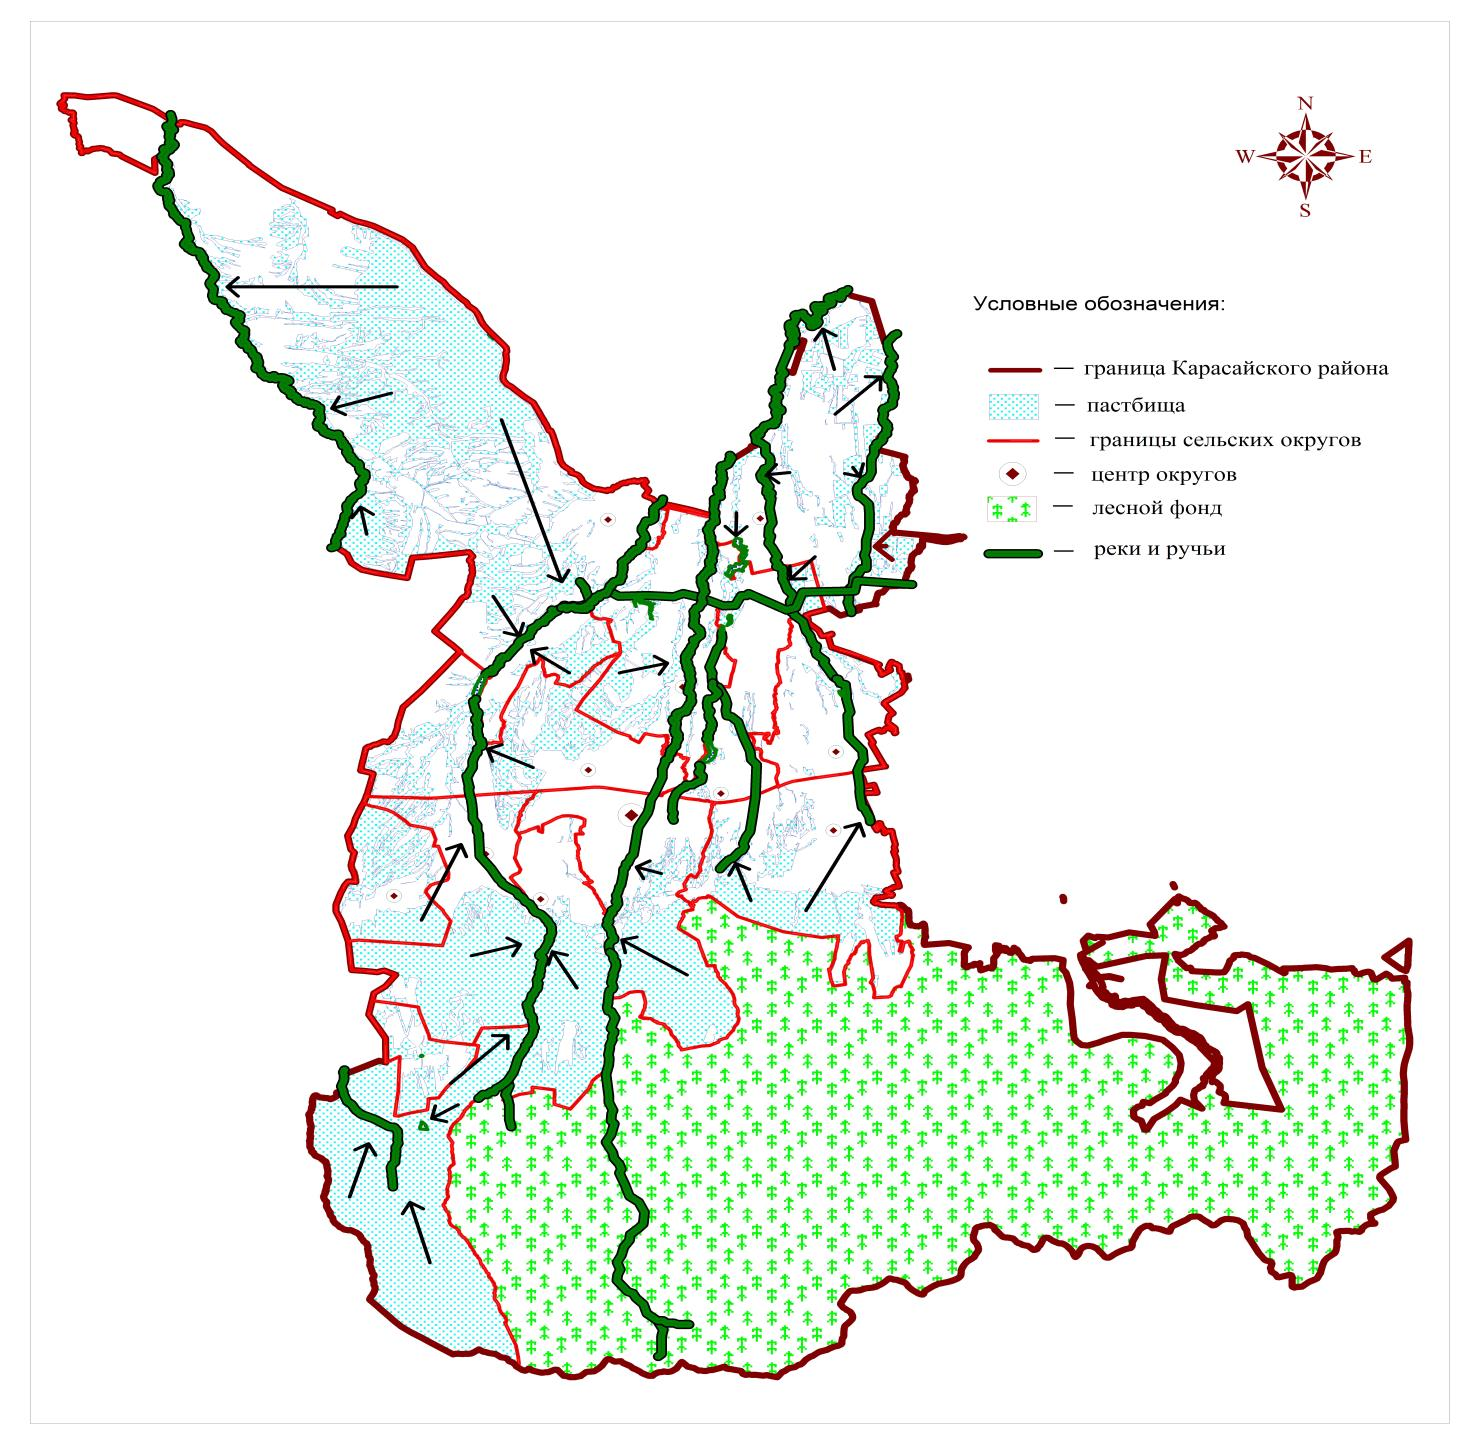 N
W E
S
Условные обозначения:
— граница Карасайского района
— пастбища
— границы сельских округов
— центр округов
— лесной фонд
— реки и ручьи